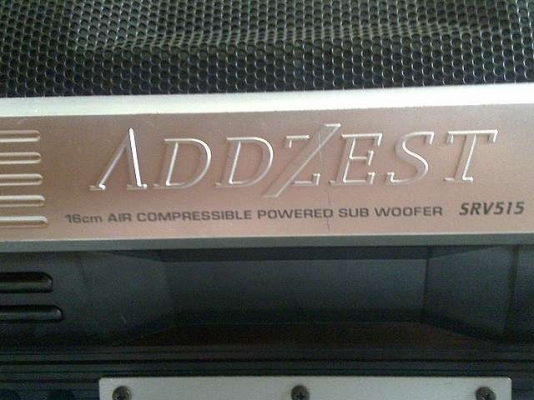 ADDZEST
16cm AIR COMPRESSIBLE POWERED SUB WOOFER SRV515